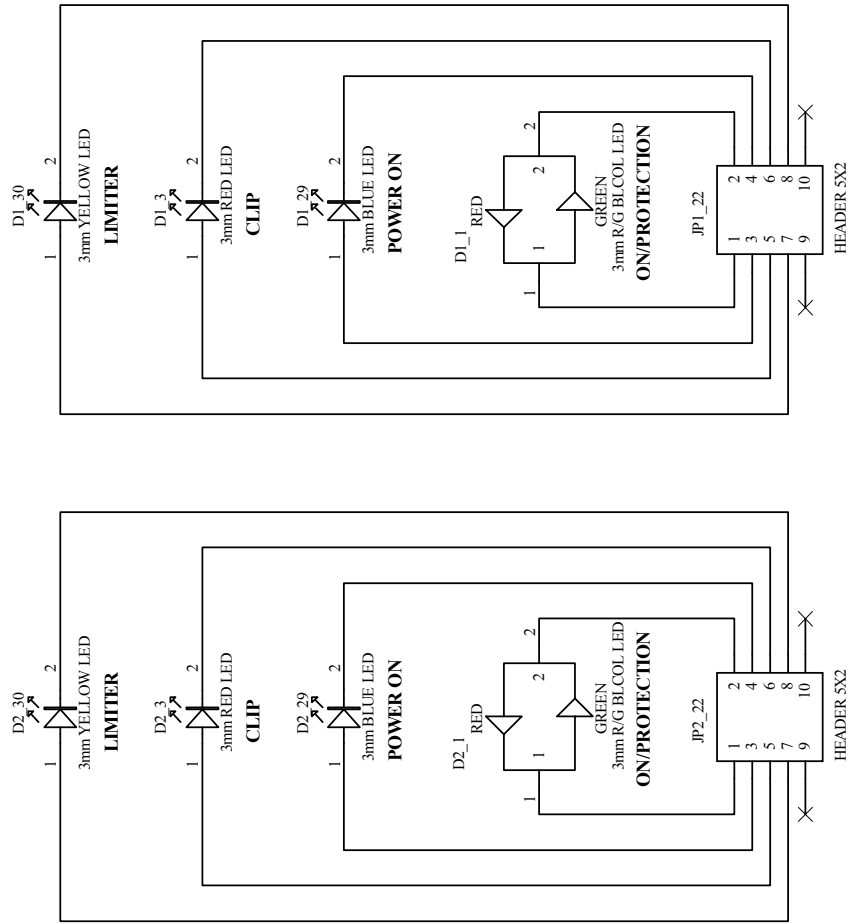 D1_30
1
2
3mm YELLOW LED
LIMITER
D1_3
1
2
3mm RED LED
CLIP
D1_29
1
2
3mm BLUE LED
POWER ON
D1_1
RED
1
1
2
2
GREEN
3mm R/G BLCOL LED
ON/PROTECTION
JP1_22
1
2
3
4
5
6
7
8
9
10
HEADER 5X2
D2_30
1
2
3mm YELLOW LED
LIMITER
D2_3
1
2
3mm RED LED
CLIP
D2_29
1
2
3mm BLUE LED
POWER ON
D2_1
RED
1
1
2
2
GREEN
3mm R/G BLCOL LED
ON/PROTECTION
JP2_22
1
2
3
4
5
6
7
8
9
10
HEADER 5X2